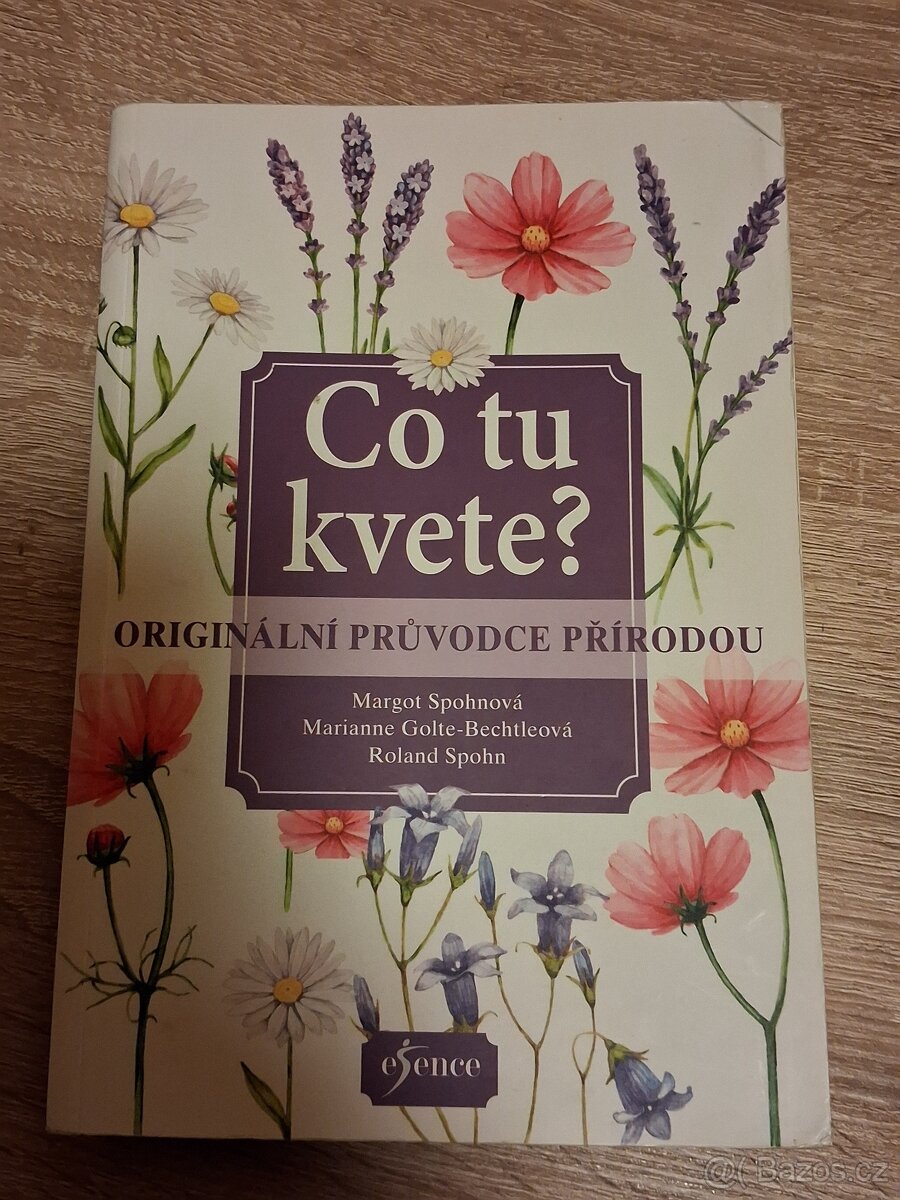 Co tu
kvete?
ORIGINÁLNÍ PRŮVODCE PŘÍRODOU
Margot Spohnová
Marianne Golte-Bechtleová
Roland Spohn
esence
@( Bazos.cz